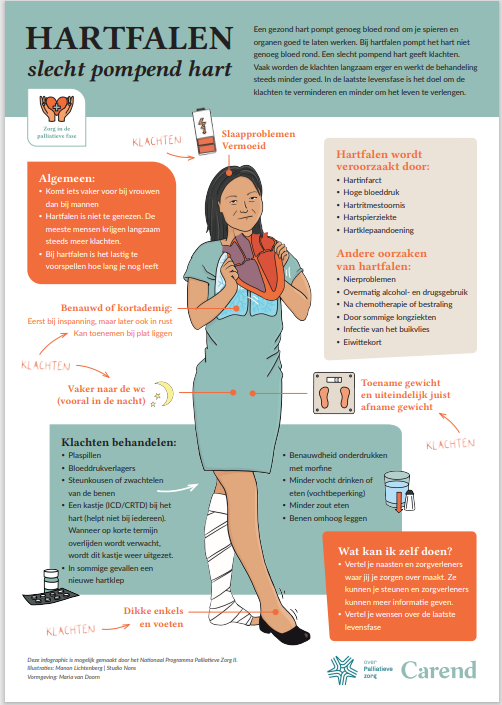 HARTFALEN
slecht pompend hart
Een gezond hart pompt genoeg bloed rond om je spieren en
organen goed te laten werken. Bij hartfalen pompt het hart niet
genoeg bloed rond. Een slecht pompend hart geeft klachten.
Vaak worden de klachten langzaam erger en werkt de behandeling
steeds minder goed. In de laatste levensfase is het doel om de
klachten te verminderen en minder om het leven te verlengen.
Zorg in de
palliatieve fase
KLACHTEN
Slaapproblemen
Vermoeid
Algemeen:
• Komt iets vaker voor bij vrouwen
dan bij mannen
• Hartfalen is niet te genezen. De
meeste mensen krijgen langzaam
steeds meer klachten.
• Bij hartfalen is het lastig te
voorspellen hoe lang je nog leeft
Hartfalen wordt
veroorzaakt door:
• Hartinfarct
• Hoge bloeddruk
• Hartritmestoornis
• Hartspierziekte
• Hartklepaandoening
Andere oorzaken
van hartfalen:
• Nierproblemen
• Overmatig alcohol- en drugsgebruik
• Na chemotherapie of bestraling
• Door sommige longziekten
• Infectie van het buikvlies
• Eiwittekort
Benauwd of kortademig:
Eerst bij inspanning, maar later ook in rust
Kan toenemen bij plat liggen
KLACHTEN
Vaker naar de wc
(vooral in de nacht)
Toename gewicht
en uiteindelijk juist
afname gewicht
KLACHTEN
Klachten behandelen:
• Plaspillen
• Bloeddrukverlagers
• Steunkousen of zwachtelen
van de benen
• Een kastje (ICD/CRTD) bij het
hart (helpt niet bij iedereen).
Wanneer op korte termijn
overlijden wordt verwacht,
wordt dit kastje weer uitgezet.
• In sommige gevallen een
nieuwe hartklep
• Benauwdheid onderdrukken
met morfine
• Minder vocht drinken of
eten (vochtbeperking)
• Minder zout eten
• Benen omhoog leggen
Wat kan ik zelf doen?
• Vertel je naasten en zorgverleners
waar jij je zorgen over maakt. Ze
kunnen je steunen en zorgverleners
kunnen meer informatie geven.
• Vertel je wensen over de laatste
levensfase
Dikke enkels
en voeten
KLACHTEN
Deze infographic is mogelijk gemaakt door het Nationaal Programma Palliatieve Zorg II.
Illustraties: Manon Lichtenberg | Studio Nons
Vormgeving: Maria van Doorn
over
Palliatieve
zorg
Carend